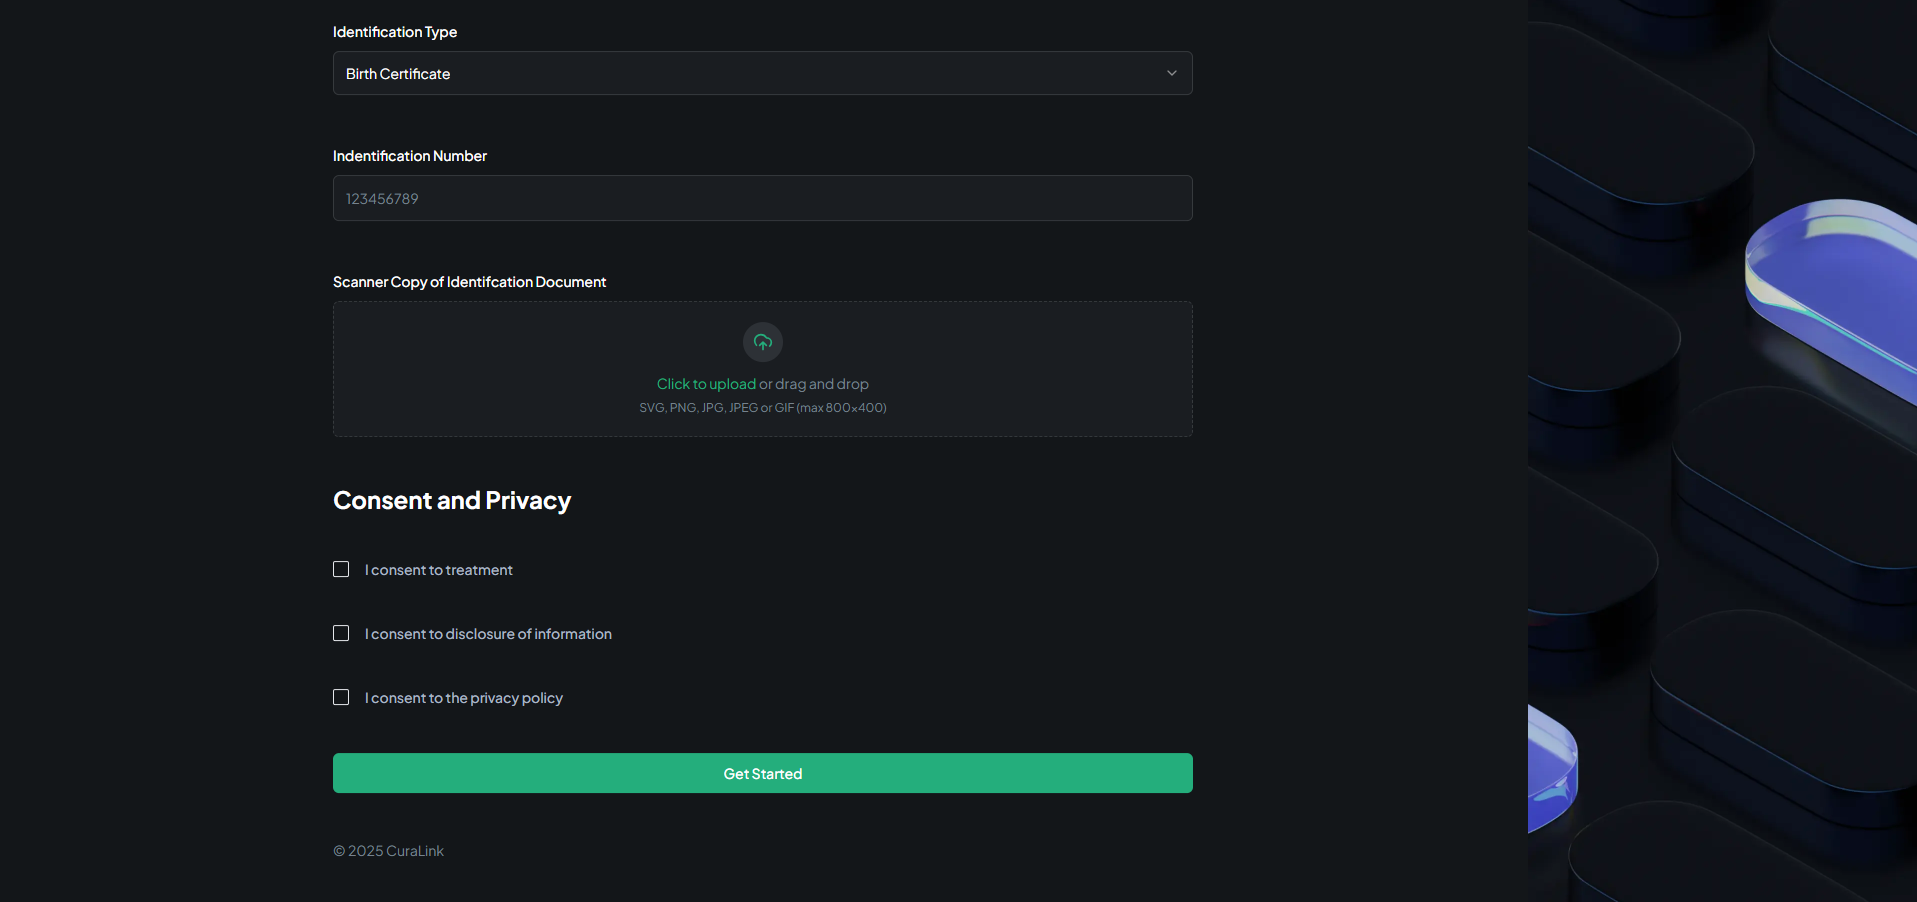 Identification Type
Birth Certificate
Indentification Number
123456789
Scanner Copy of Identifcation Document
Click to upload or drag and drop
SVG, PNG, JPG, JPEG or GIF (max 800×400)
Consent and Privacy
I consent to treatment
I consent to disclosure of information
I consent to the privacy policy
Get Started
© 2025 CuraLink